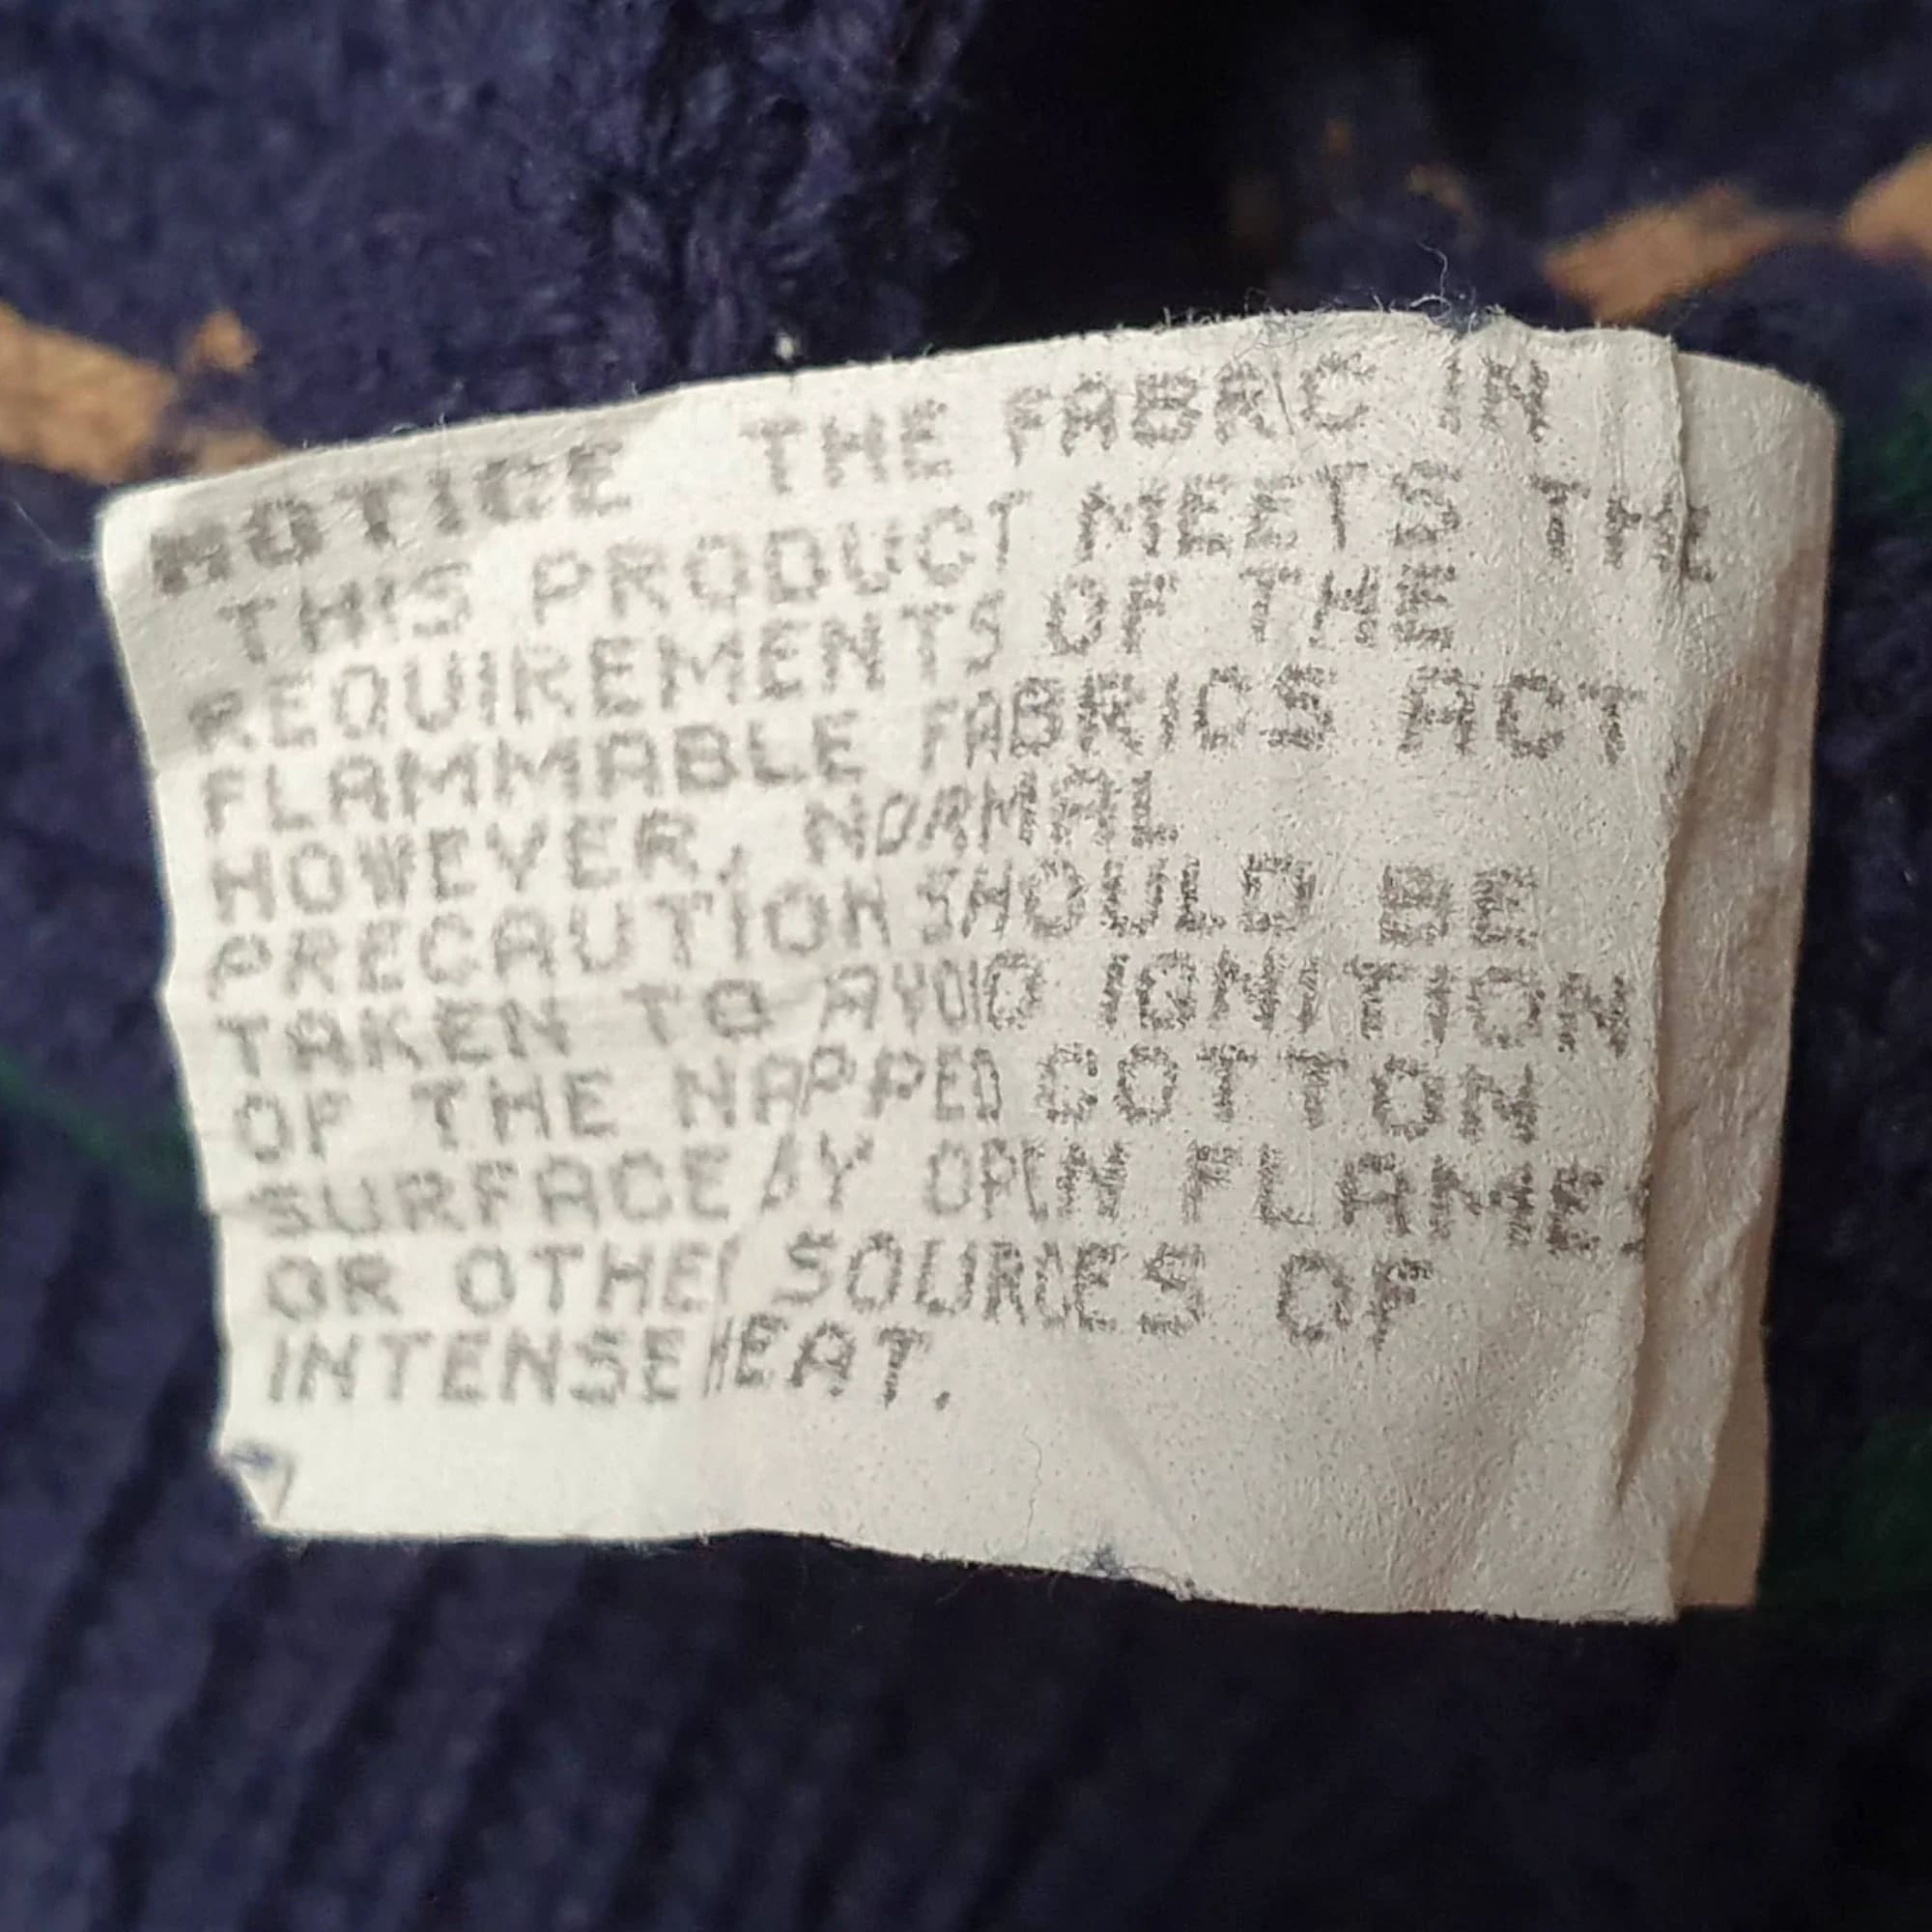 NOTICE THE FABRIC IN
THIS PRODUCT MEETS THE
REQUIREMENTS OF THE
FLAMMABLE FABRICS ACT
HOWEVER, NORMAL
PRECAUTION SHOULD BE
TAKEN TO AVOID IGNITION
OF THE NAPPED COTTON
SURFACE BY OPEN FLAME.
OR OTHER SOURCES OF
INTENSE HEAT.